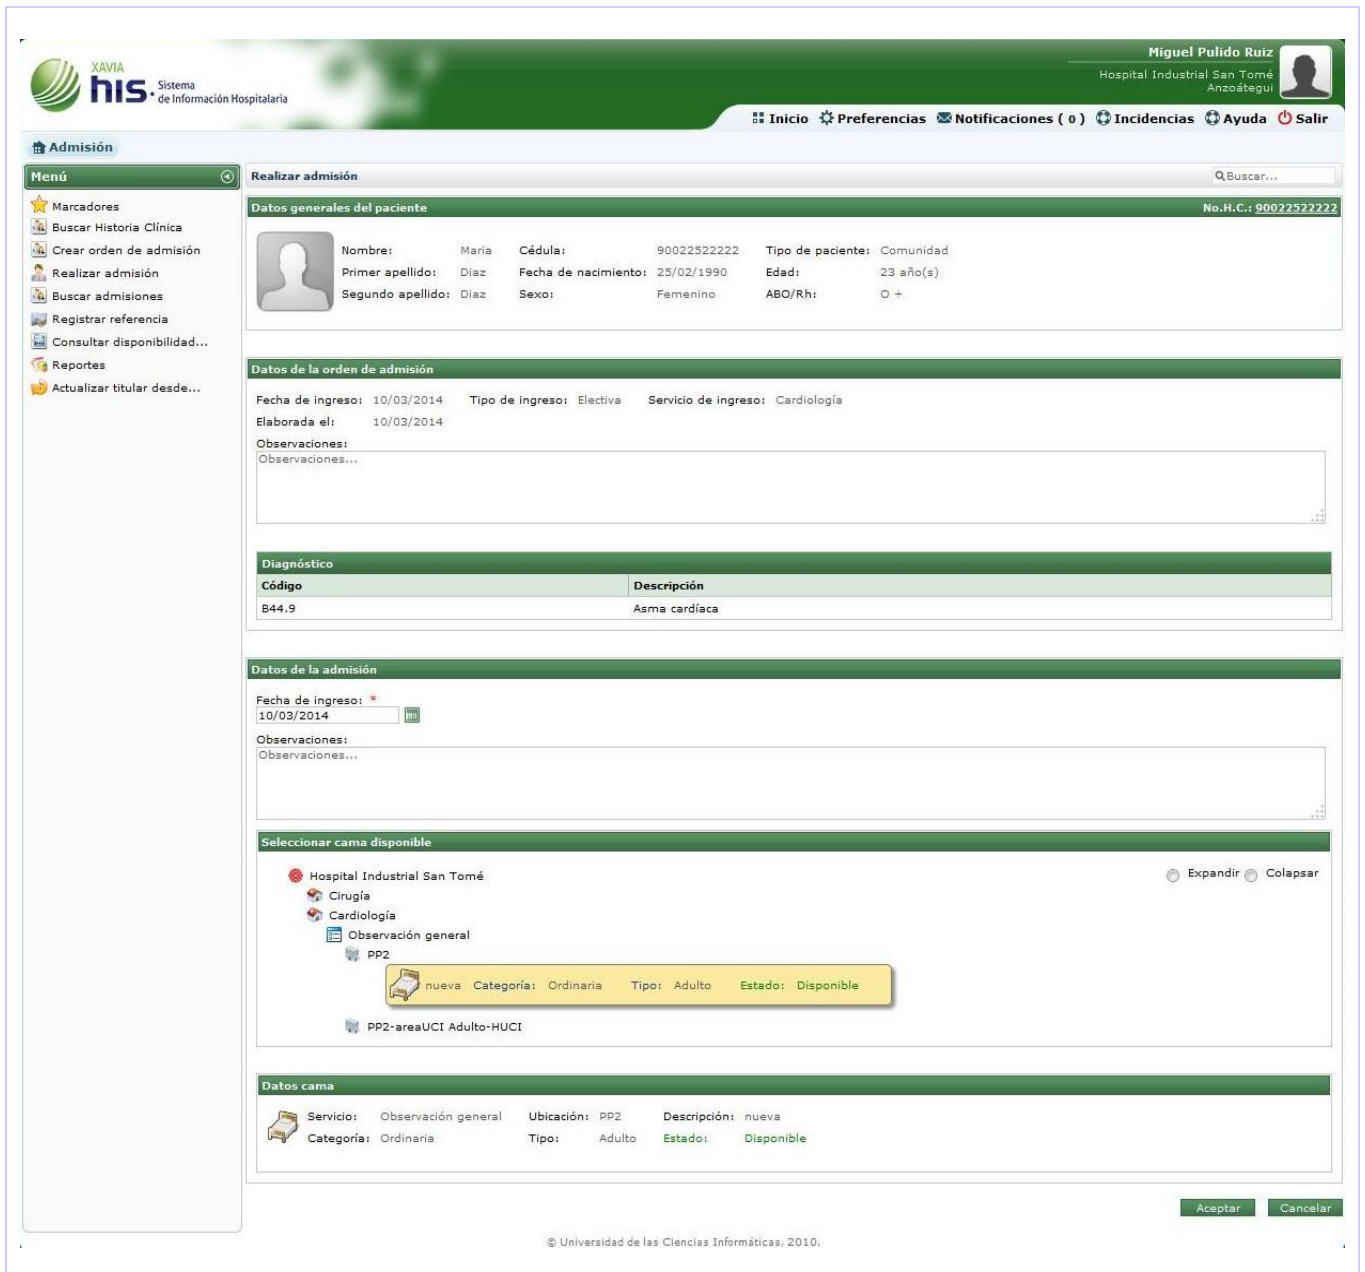 Miguel Pulido Ruiz
Hospital Industrial San Tomé
Anzoátegui
XAVIA
his. Sistema
de Información Hospitalaria
Inicio Preferencias Notificaciones ( 0 ) Incidencias Ayuda Salir
Admisión
Menú
Marcadores
Buscar Historia Clínica
Crear orden de admisión
Realizar admisión
Buscar admisiones
Registrar referencia
Consultar disponibilidad...
Reportes
Actualizar titular desde...
Realizar admisión Buscar...
Datos generales del paciente No.H.C.: 90022522222
Nombre: Maria Cédula: 90022522222 Tipo de paciente: Comunidad
Primer apellido: Diaz Fecha de nacimiento: 25/02/1990 Edad: 23 año(s)
Segundo apellido: Diaz Sexo: Femenino ABO/Rh: O +
Datos de la orden de admisión
Fecha de ingreso: 10/03/2014 Tipo de ingreso: Electiva Servicio de ingreso: Cardiología
Elaborada el: 10/03/2014
Observaciones:
Observaciones...
Diagnóstico
Código Descripción
B44.9 Asma cardíaca
Datos de la admisión
Fecha de ingreso: *
10/03/2014
Observaciones:
Observaciones...
Seleccionar cama disponible
Hospital Industrial San Tomé Expandir Colapsar
Cirugía
Cardiología
Observación general
PP2
nueva Categoría: Ordinaria Tipo: Adulto Estado: Disponible
PP2-areaUCI Adulto-HUCI
Datos cama
Servicio: Observación general Ubicación: PP2 Descripción: nueva
Categoría: Ordinaria Tipo: Adulto Estado: Disponible
Aceptar Cancelar
© Universidad de las Ciencias Informáticas, 2010.